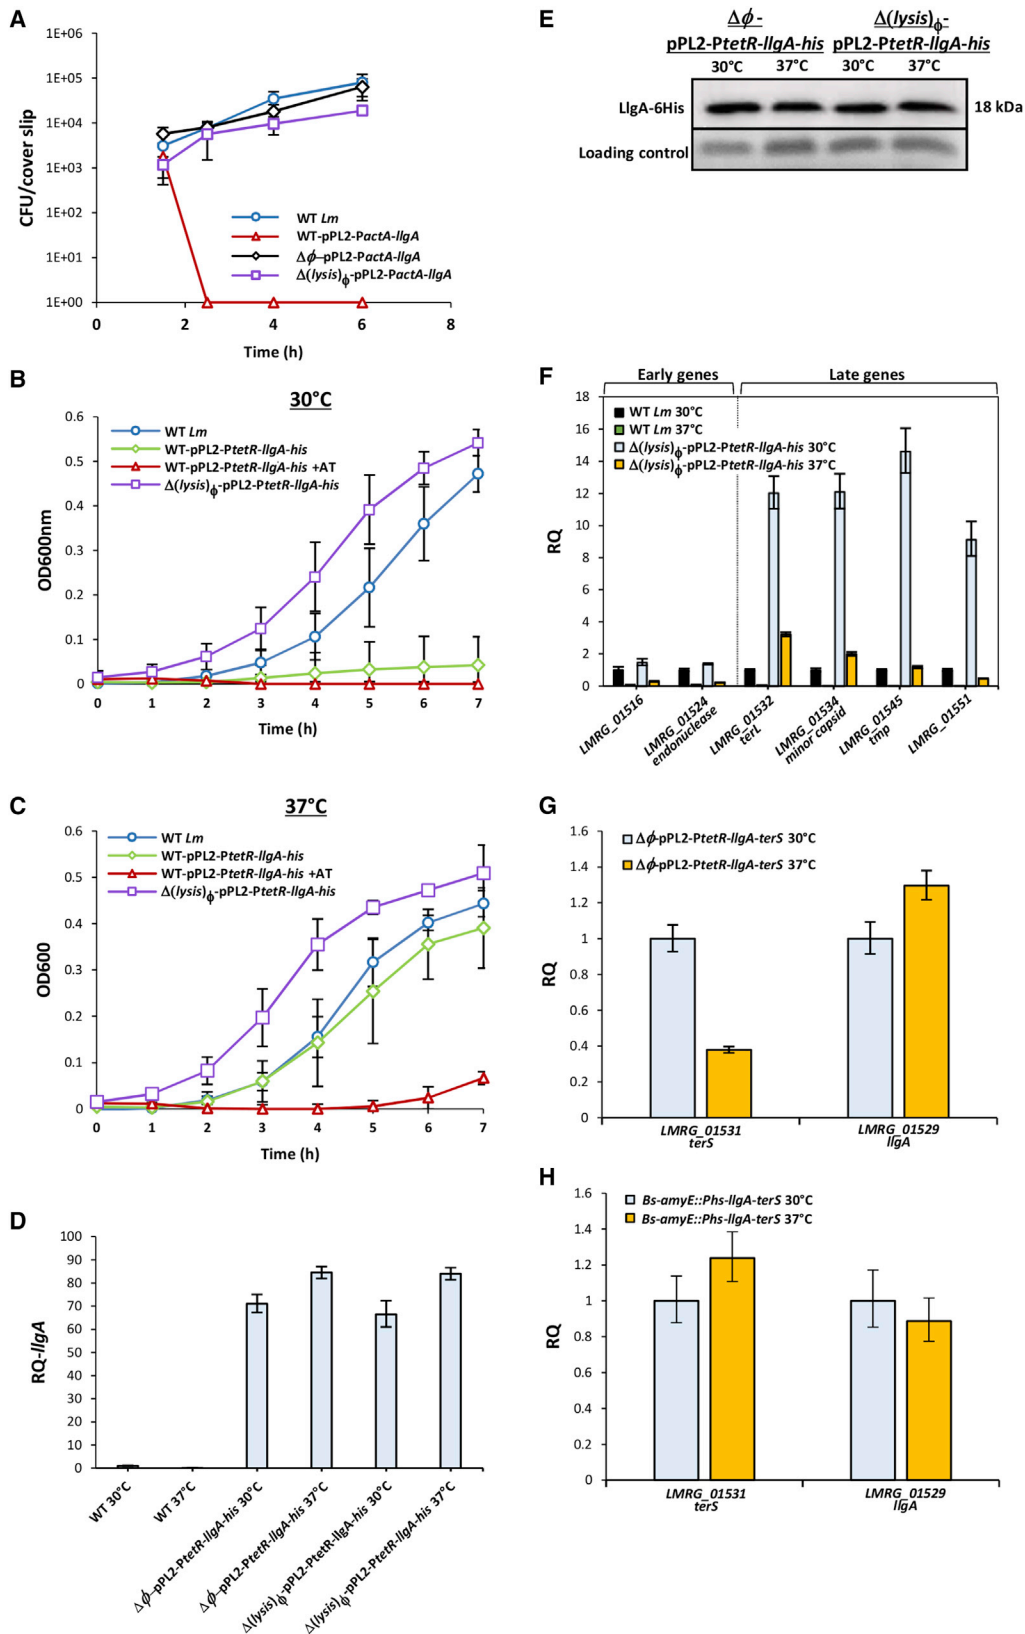 A
1E+06
1E+05
1E+04
1E+03
1E+02
1E+01
1E+00
CFU/cover slip
0 2 4 6 8
Time (h)
WT Lm
WT-pPL2-PactA-llgA
Δϕ–pPL2-PactA-llgA
Δ(lysis)ϕ-pPL2-PactA-llgA
B
30°C
0.6
0.5
0.4
0.3
0.2
0.1
0
OD600nm
WT Lm
WT-pPL2-PtetR-llgA-his
WT-pPL2-PtetR-llgA-his +AT
Δ(lysis)ϕ-pPL2-PtetR-llgA-his
0 1 2 3 4 5 6 7
Time (h)
C
37°C
0.6
0.5
0.4
0.3
0.2
0.1
0
OD600
WT Lm
WT-pPL2-PtetR-llgA-his
WT-pPL2-PtetR-llgA-his +AT
Δ(lysis)ϕ-pPL2-PtetR-llgA-his
0 1 2 3 4 5 6 7
Time (h)
D
100
90
80
70
60
50
40
30
20
10
0
RQ-llgA
WT 30°C
WT 37°C
Δϕ–pPL2-PtetR-llgA-his 30°C
Δϕ–pPL2-PtetR-llgA-his 37°C
Δ(lysis)ϕ-pPL2-PtetR-llgA-his 30°C
Δ(lysis)ϕ-pPL2-PtetR-llgA-his 37°C
E
Δϕ-
pPL2-PtetR-llgA-his
Δ(lysis)ϕ-
pPL2-PtetR-llgA-his
30°C 37°C 30°C 37°C
LlgA-6His
18 kDa
Loading control
F
Early genes
Late genes
18
16
14
12
10
8
6
4
2
0
RQ
WT Lm 30°C
WT Lm 37°C
Δ(lysis)ϕ-pPL2-PtetR-llgA-his 30°C
Δ(lysis)ϕ-pPL2-PtetR-llgA-his 37°C
LMRG_01516
LMRG_01524
endonuclease
LMRG_01532
terL
LMRG_01534
minor capsid
LMRG_01545
tmp
LMRG_01551
G
1.6
1.4
1.2
1
0.8
0.6
0.4
0.2
0
RQ
Δϕ-pPL2-PtetR-llgA-terS 30°C
Δϕ-pPL2-PtetR-llgA-terS 37°C
LMRG_01531
terS
LMRG_01529
llgA
H
1.6
1.4
1.2
1
0.8
0.6
0.4
0.2
0
RQ
Bs-amyE::Phs-llgA-terS 30°C
Bs-amyE::Phs-llgA-terS 37°C
LMRG_01531
terS
LMRG_01529
llgA